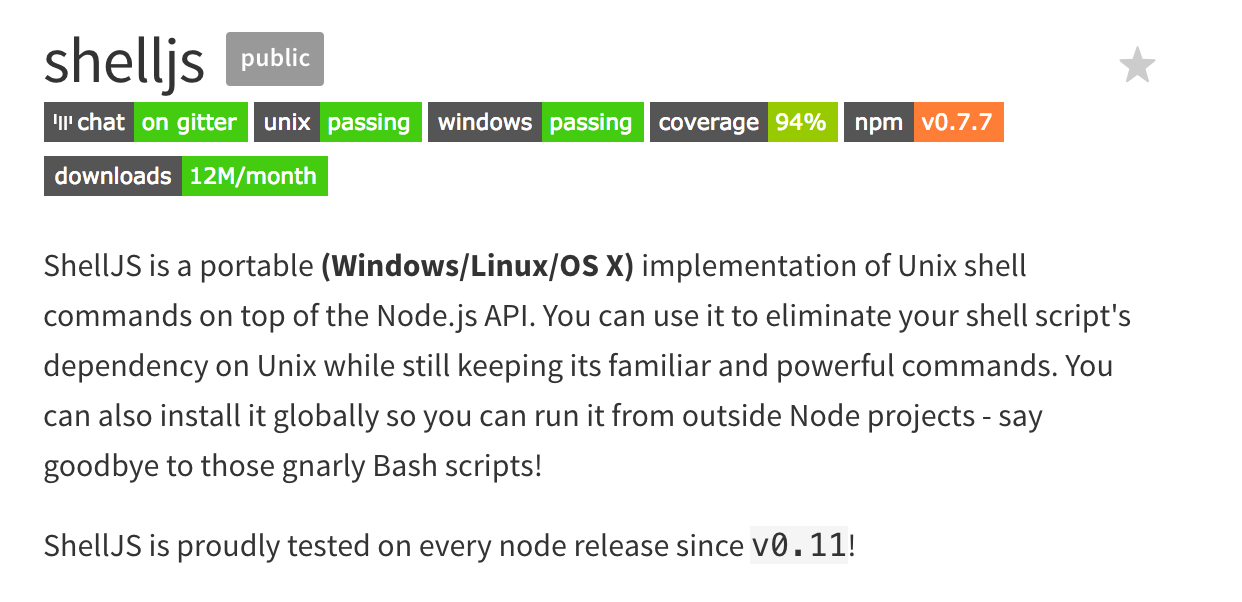 shelljs public
chat on gitter unix passing windows passing coverage 94% npm v0.7.7
downloads 12M/month
ShellJS is a portable (Windows/Linux/OS X) implementation of Unix shell
commands on top of the Node.js API. You can use it to eliminate your shell script's
dependency on Unix while still keeping its familiar and powerful commands. You
can also install it globally so you can run it from outside Node projects - say
goodbye to those gnarly Bash scripts!
ShellJS is proudly tested on every node release since v0.11!